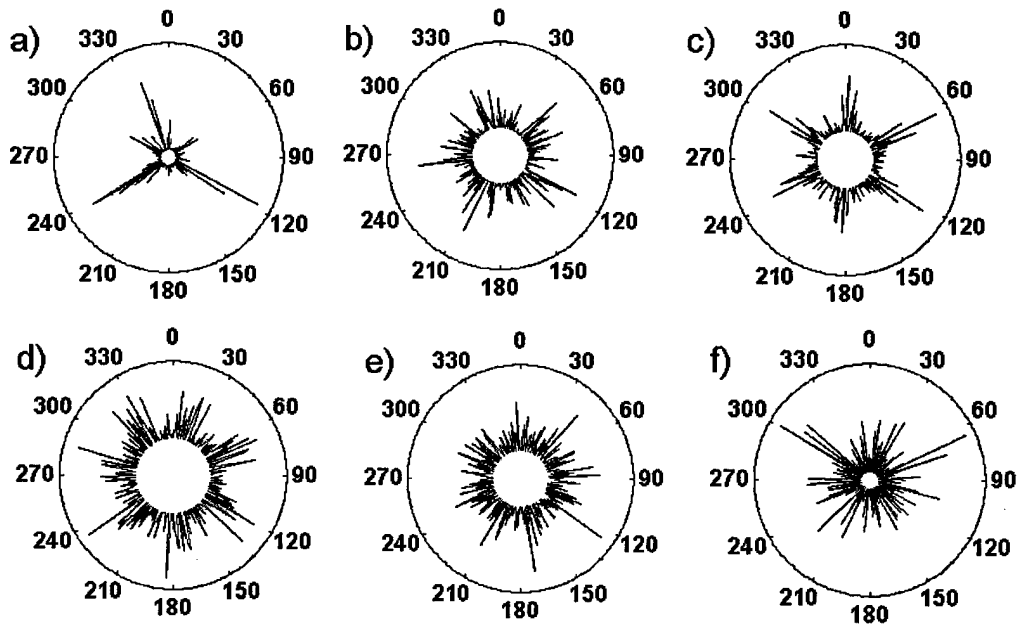 a) 0 30 60 90 120 150 180 210 240 270 300 330
b) 0 30 60 90 120 150 180 210 240 270 300 330
c) 0 30 60 90 120 150 180 210 240 270 300 330
d) 0 30 60 90 120 150 180 210 240 270 300 330
e) 0 30 60 90 120 150 180 210 240 270 300 330
f) 0 30 60 90 120 150 180 210 240 270 300 330